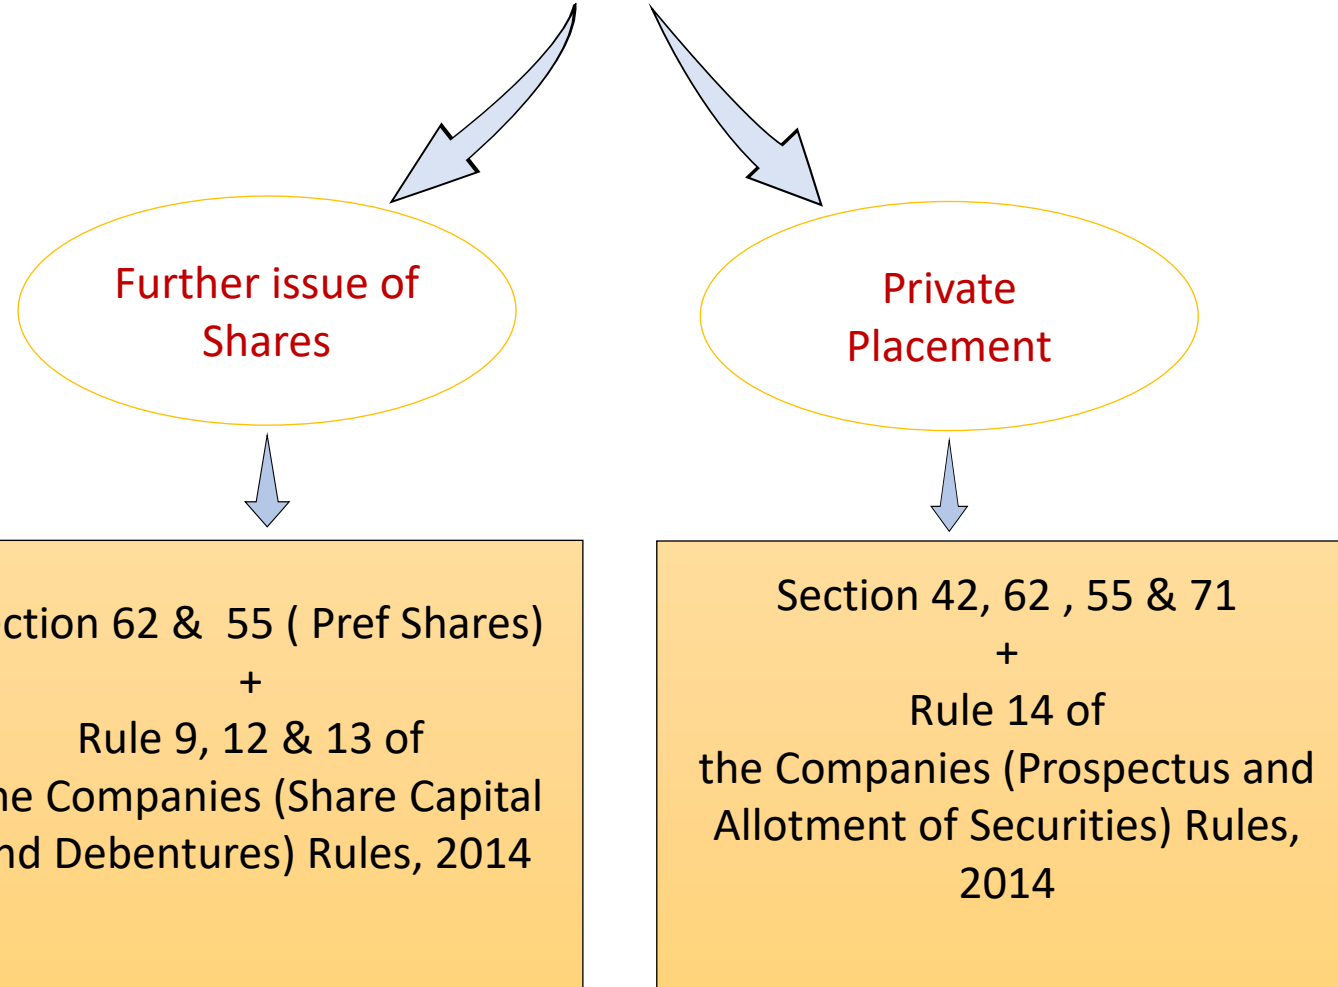 Further issue of
Shares
Private
Placement
ction 62 &  55 ( Pref Shares)
+
Rule 9, 12 & 13 of
he Companies (Share Capital
nd Debentures) Rules, 2014
Section 42, 62 , 55 & 71
+
Rule 14 of
the Companies (Prospectus and
Allotment of Securities) Rules,
2014